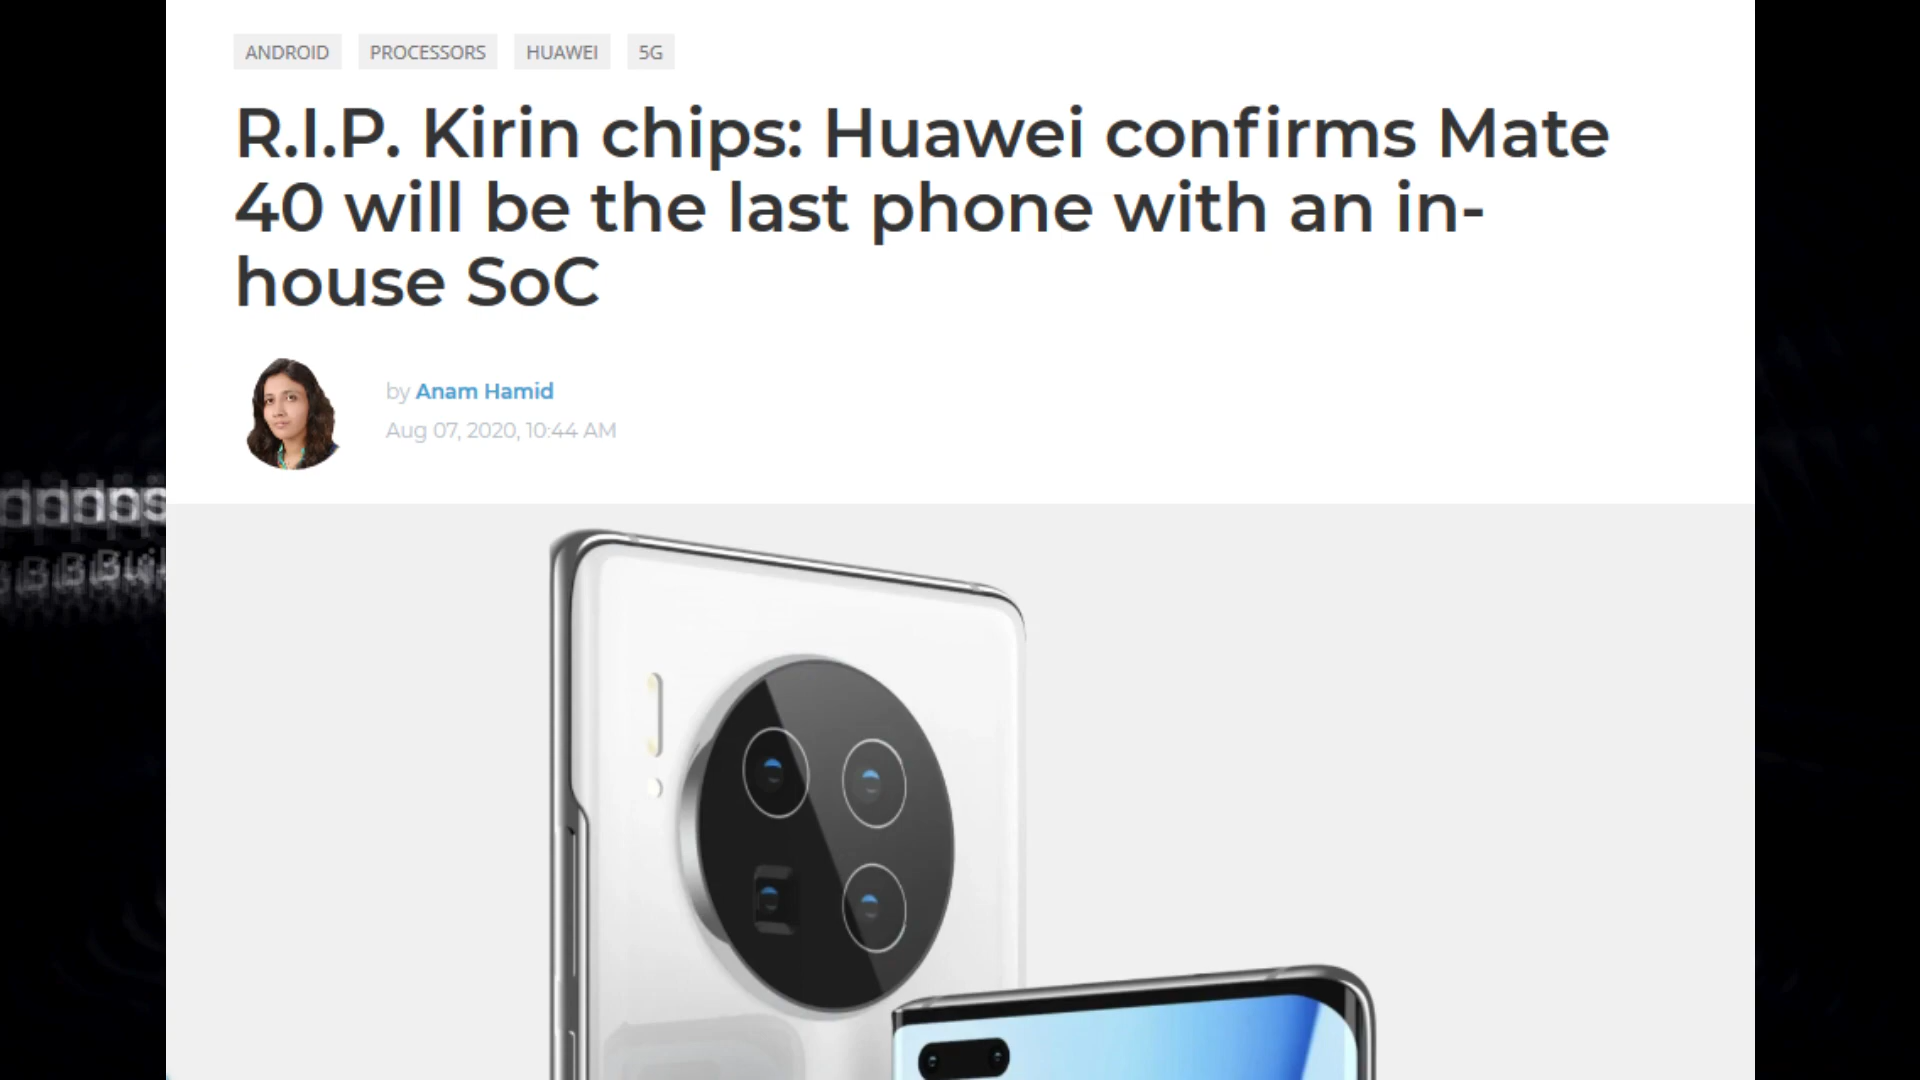 ANDROID PROCESSORS HUAWEI 5G
R.I.P. Kirin chips: Huawei confirms Mate
40 will be the last phone with an in-
house SoC
by Anam Hamid
Aug 07, 2020, 10:44 AM